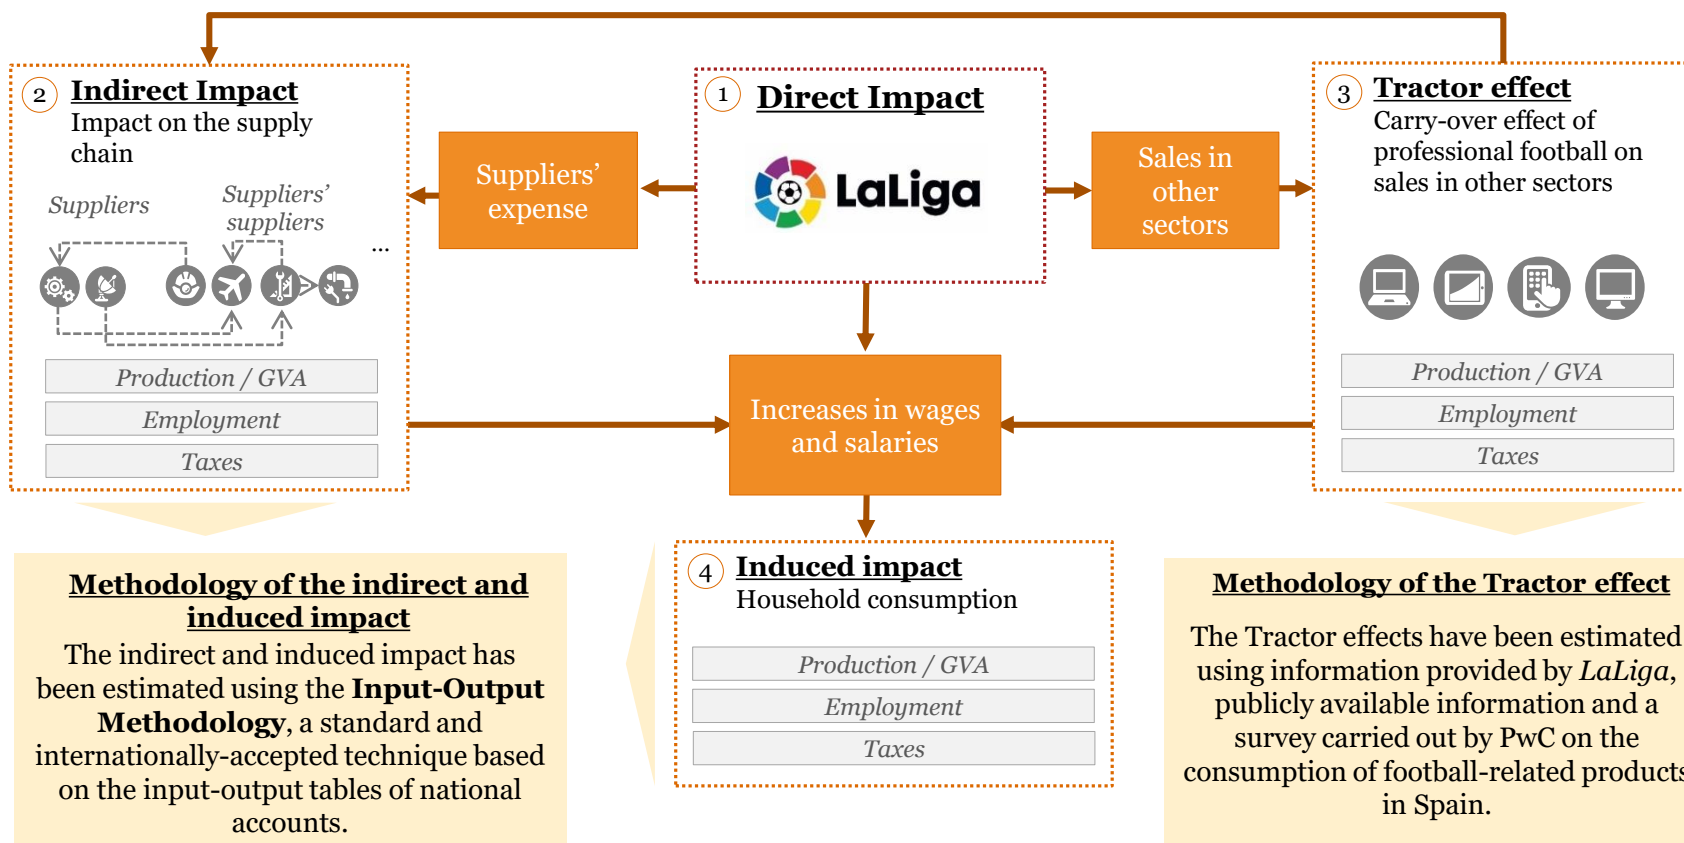 2 Indirect Impact
Impact on the supply
chain
Suppliers
Suppliers'
suppliers
...
Production / GVA
Employment
Taxes
Suppliers'
expense
1 Direct Impact
LaLiga
Sales in
other
sectors
3 Tractor effect
Carry-over effect of
professional football on
sales in other sectors
Production / GVA
Employment
Taxes
Increases in wages
and salaries
4 Induced impact
Household consumption
Production / GVA
Employment
Taxes
Methodology of the indirect and
induced impact
The indirect and induced impact has
been estimated using the Input-Output
Methodology, a standard and
internationally-accepted technique based
on the input-output tables of national
accounts.
Methodology of the Tractor effect
The Tractor effects have been estimated
using information provided by LaLiga,
publicly available information and a
survey carried out by PwC on the
consumption of football-related products
in Spain.